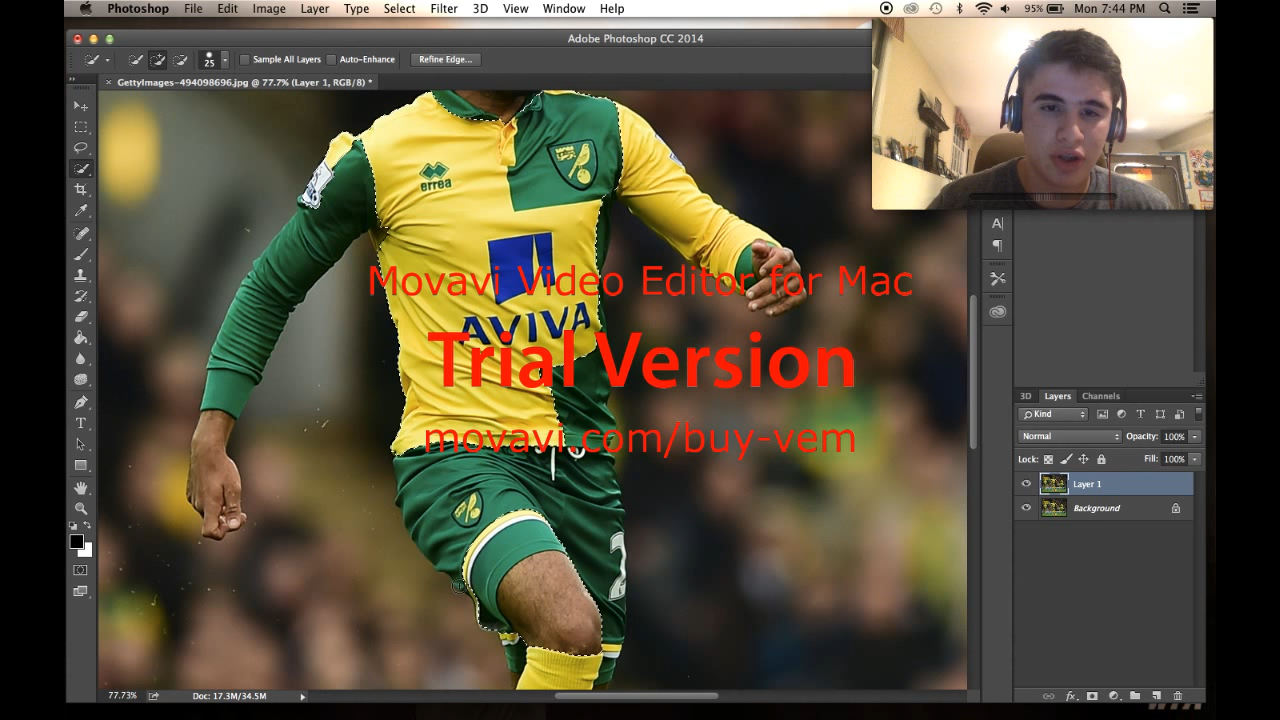 Photoshop File Edit Image Layer Type Select Filter 3D View Window Help
95% Mon 7:44 PM
Adobe Photoshop CC 2014
25 Sample All Layers Auto-Enhance Refine Edge...
GettyImages-494098696.jpg @ 77.7% (Layer 1, RGB/8) *
errea
AVIVA
2
Movavi Video Editor for Mac
Trial Version
movavi.com/buy-vem
3D Layers Channels
Kind
Normal Opacity: 100%
Lock: Fill: 100%
Layer 1
Background
77.73% Doc: 17.3M/34.5M